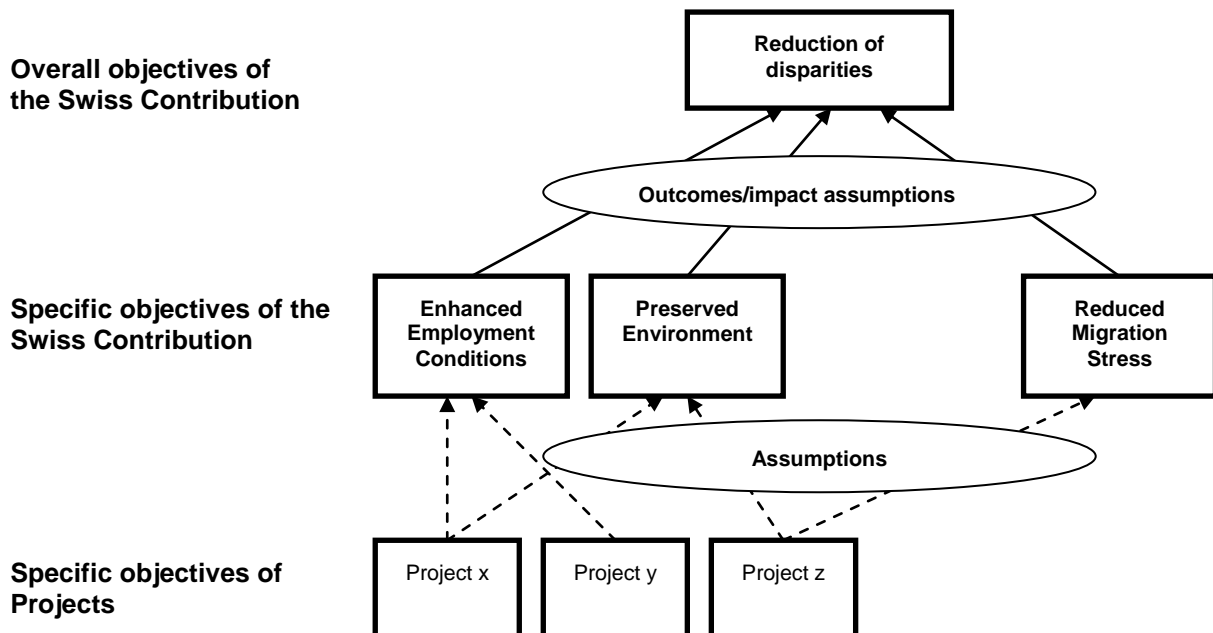 Reduction of
disparities
Overall objectives of
the Swiss Contribution
Outcomes/impact assumptions
Specific objectives of the
Swiss Contribution
Enhanced
Employment
Conditions
Preserved
Environment
Reduced
Migration
Stress
Assumptions
Specific objectives of
Projects
Project x
Project y
Project z